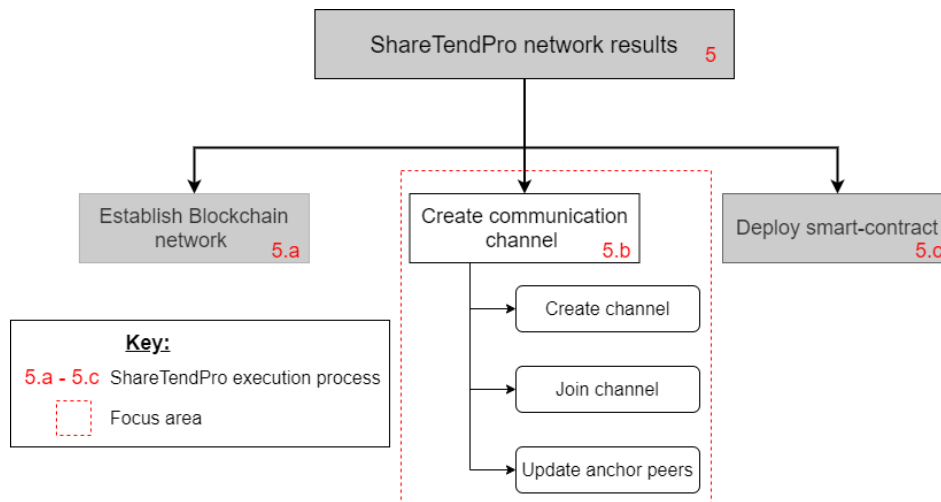 ShareTendPro network results
5
Establish Blockchain
network
5.a
Create communication
channel
5.b
Deploy smart-contract
5.c
Create channel
Join channel
Update anchor peers
Key:
5.a - 5.c ShareTendPro execution process
Focus area